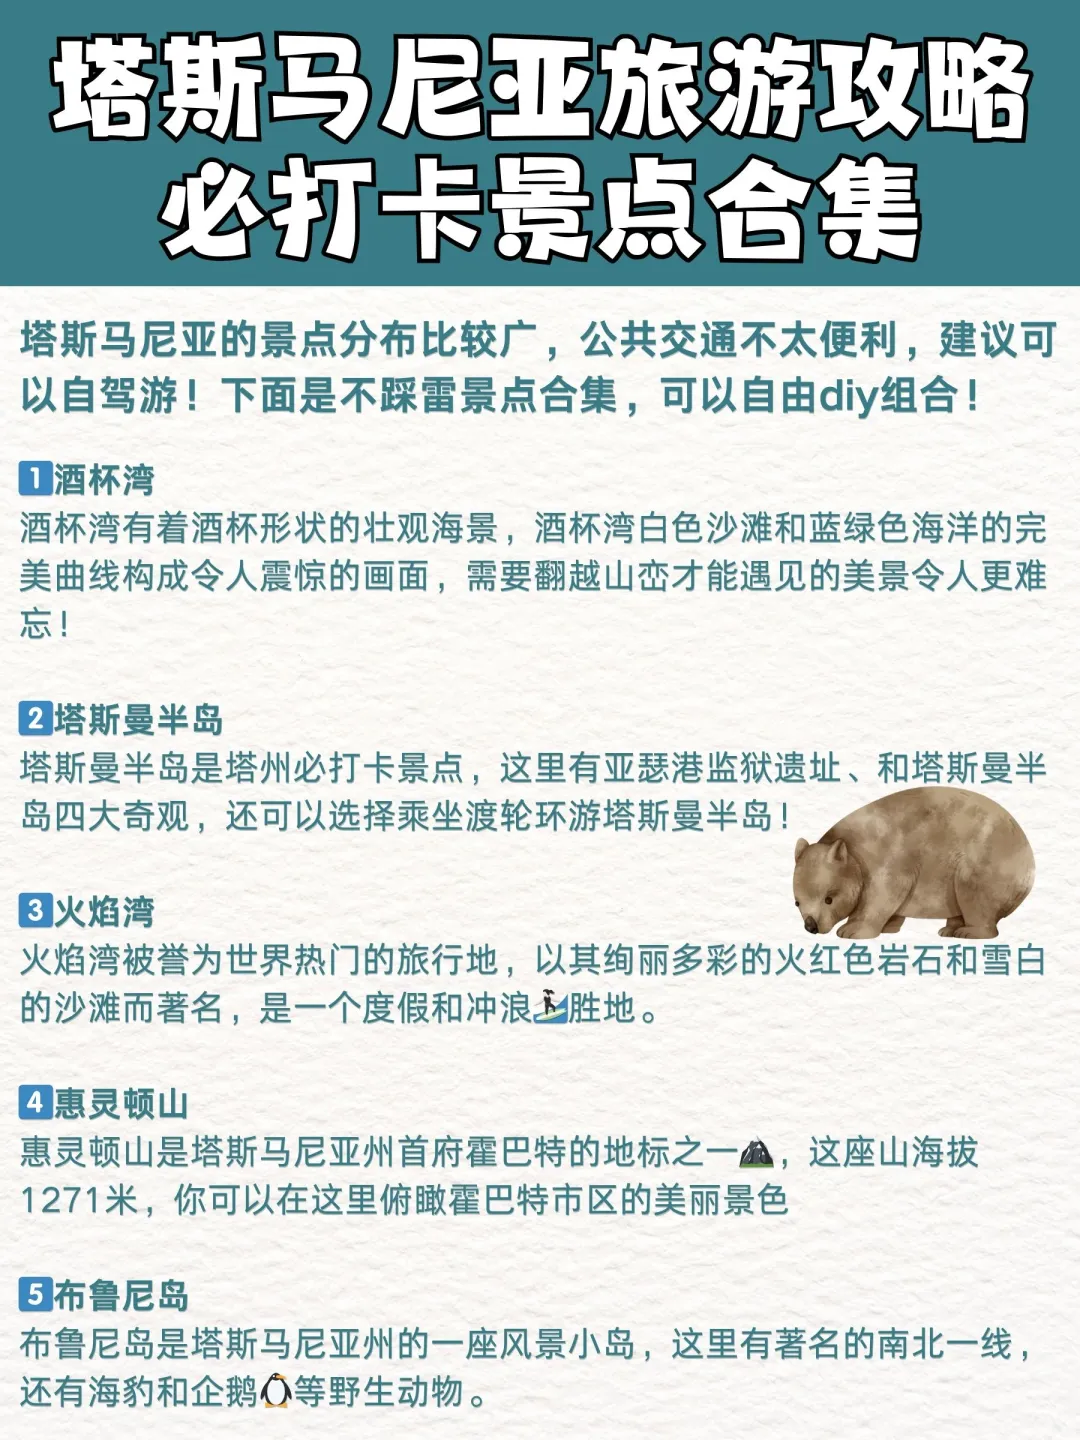 塔斯马尼亚旅游攻略
必打卡景点合集
塔斯马尼亚的景点分布比较广，公共交通不太便利，建议可
以自驾游！下面是不踩雷景点合集，可以自由diy组合！
1酒杯湾
酒杯湾有着酒杯形状的壮观海景，酒杯湾白色沙滩和蓝绿色海洋的完
美曲线构成令人震惊的画面，需要翻越山峦才能遇见的美景令人更难
忘！
2塔斯曼半岛
塔斯曼半岛是塔州必打卡景点，这里有亚瑟港监狱遗址、和塔斯曼半
岛四大奇观，还可以选择乘坐渡轮环游塔斯曼半岛！
3火焰湾
火焰湾被誉为世界热门的旅行地，以其绚丽多彩的火红色岩石和雪白
的沙滩而著名，是一个度假和冲浪🏄胜地。
4惠灵顿山
惠灵顿山是塔斯马尼亚州首府霍巴特的地标之一⛰，这座山海拔
1271米，你可以在这里俯瞰霍巴特市区的美丽景色
5布鲁尼岛
布鲁尼岛是塔斯马尼亚州的一座风景小岛，这里有著名的南北一线，
还有海豹和企鹅🐧等野生动物。